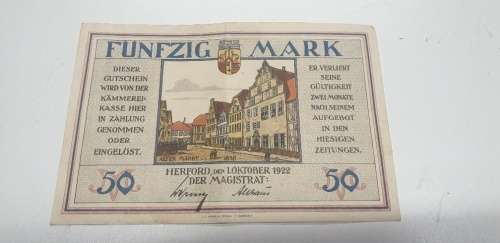 FÜNFZIG MARK
DIESER
GUTSCHEIN
WIRD VON DER
KÄMMEREI-
KASSE HIER
IN ZAHLUNG
GENOMMEN
ODER
EINGELÖST.
ER VERLIERT
SEINE
GÜLTIGKEIT
ZWEI MONATE
NACH SEINEM
AUFGEBOT
IN DEN
HIESIGEN
ZEITUNGEN.
ALTER MARKT
HERFORD, DEN 1.OKTOBER 1922
DER MAGISTRAT:
50
50